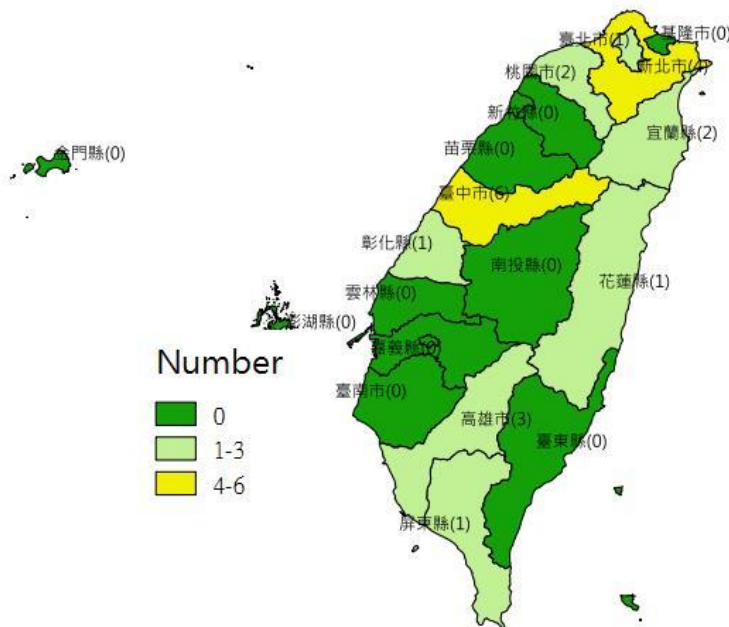 基隆市(0)
臺北市(1)
新北市(4)
桃園市(2)
新竹縣(0)
宜蘭縣(2)
苗栗縣(0)
金門縣(0)
臺中市(6)
彰化縣(1)
南投縣(0)
花蓮縣(1)
雲林縣(0)
澎湖縣(0)
嘉義縣(0)
Number
臺南市(0)
0
高雄市(3)
1-3
臺東縣(0)
4-6
屏東縣(1)